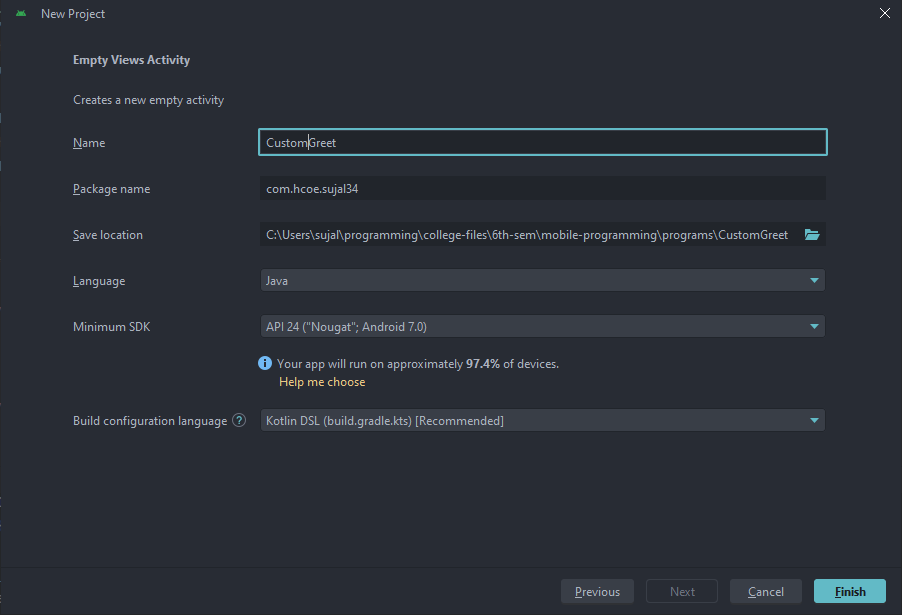 New Project
Empty Views Activity
Creates a new empty activity
Name CustomGreet
Package name com.hcoe.sujal34
Save location C:\Users\sujal\programming\college-files\6th-sem\mobile-programming\programs\CustomGreet
Language Java
Minimum SDK API 24 ("Nougat"; Android 7.0)
Your app will run on approximately 97.4% of devices.
Help me choose
Build configuration language ? Kotlin DSL (build.gradle.kts) [Recommended]
Previous Next Cancel Finish